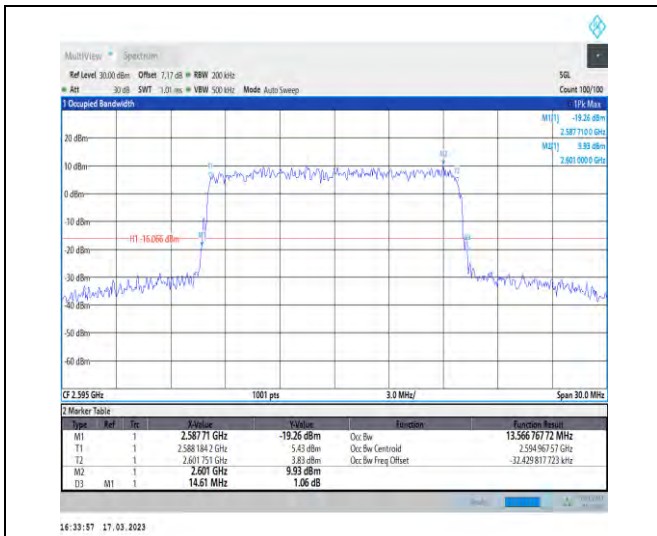 MultiView Spectrum
Ref Level 30.00 dBm Offset 7.17 dB RBW 200 kHz SGL
Att 30 dB SWT 1.01 ms VBW 500 kHz Mode Auto Sweep Count 100/100
1 Occupied Bandwidth 1Pk Max
M1[1] -19.26 dBm
2.587 710 0 GHz
M2[1] 9.93 dBm
2.601 000 0 GHz
20 dBm
10 dBm
0 dBm
-10 dBm
H1 -16.066 dBm
-20 dBm
-30 dBm
-40 dBm
-50 dBm
-60 dBm
M2
T1
CF 2.595 GHz 1001 pts 3.0 MHz/ Span 30.0 MHz
2 Marker Table
Type Ref Trc X-Value Y-Value Function Function Result
M1 1 2.587 71 GHz -19.26 dBm Occ Bw 13.566 767 72 MHz
T1 1 2.588 184 2 GHz 5.43 dBm Occ Bw Centroid 2.594 967 57 GHz
T2 1 2.601 751 GHz 3.83 dBm Occ Bw Freq Offset -32.429 817 723 kHz
M2 1 2.601 GHz 9.93 dBm
D3 M1 1 14.61 MHz 1.06 dB
16:33:57 17.03.2023